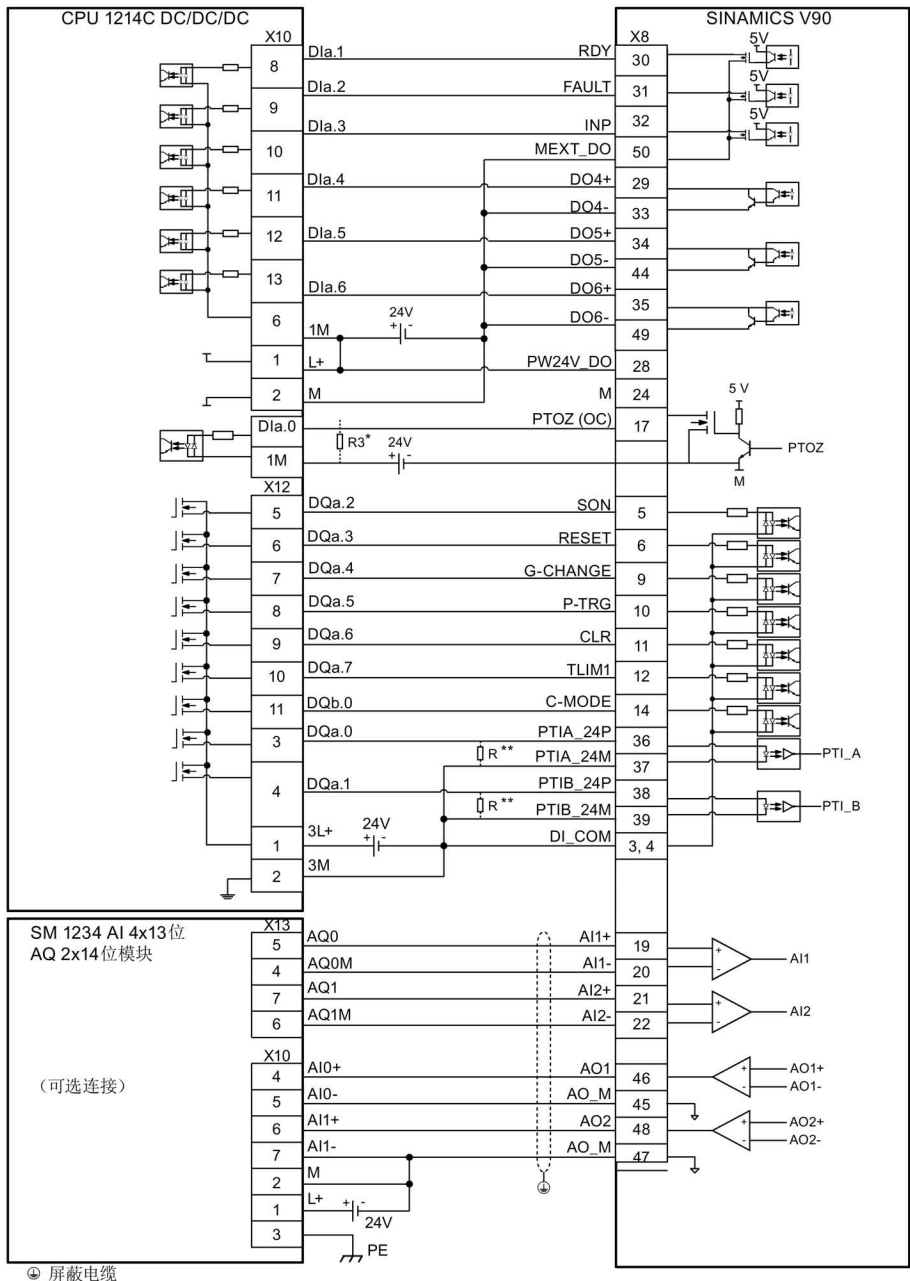 CPU 1214C DC/DC/DC
SINAMICS V90
X10
X8
5V
8 DIa.1 RDY 30
5V
9 DIa.2 FAULT 31
5V
10 DIa.3 INP 32
MEXT_DO 50
11 DIa.4 DO4+ 29
DO4- 33
12 DIa.5 DO5+ 34
DO5- 44
13 DIa.6 DO6+ 35
24V
+ -
6 1M DO6- 49
1 L+ PW24V_DO 28
2 M M 24
5 V
DIa.0 PTOZ (OC) 17
R3* 24V
+ -
PTOZ
1M
M
X12
5 DQa.2 SON 5
6 DQa.3 RESET 6
7 DQa.4 G-CHANGE 9
8 DQa.5 P-TRG 10
9 DQa.6 CLR 11
10 DQa.7 TLIM1 12
11 DQb.0 C-MODE 14
3 DQa.0 PTIA_24P 36
R** PTIA_24M 37 PTI_A
4 DQa.1 PTIB_24P 38
R** PTIB_24M 39 PTI_B
24V
+ -
1 3L+ DI_COM 3, 4
2 3M
SM 1234 AI 4x13位
AQ 2x14位模块
X13
5 AQ0 AI1+ 19 +
4 AQ0M AI1- 20 - AI1
7 AQ1 AI2+ 21 +
6 AQ1M AI2- 22 - AI2
X10
(可选连接)
4 AI0+ AO1 46 + AO1+
5 AI0- AO_M 45 - AO1-
6 AI1+ AO2 48 + AO2+
7 AI1- AO_M 47 - AO2-
2 M
1 L+ + -
24V
3 PE
屏蔽电缆